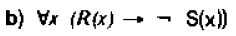 b) ∀x (R(x) → ¬ S(x))